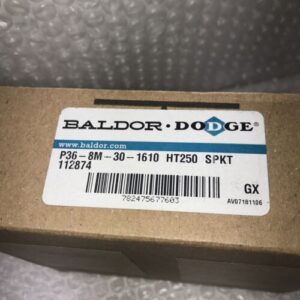 BALDOR · DODGE
www.baldor.com
P36-8M-30-1610 HT250 SPKT
112874
GX
782475677603
AV07181106